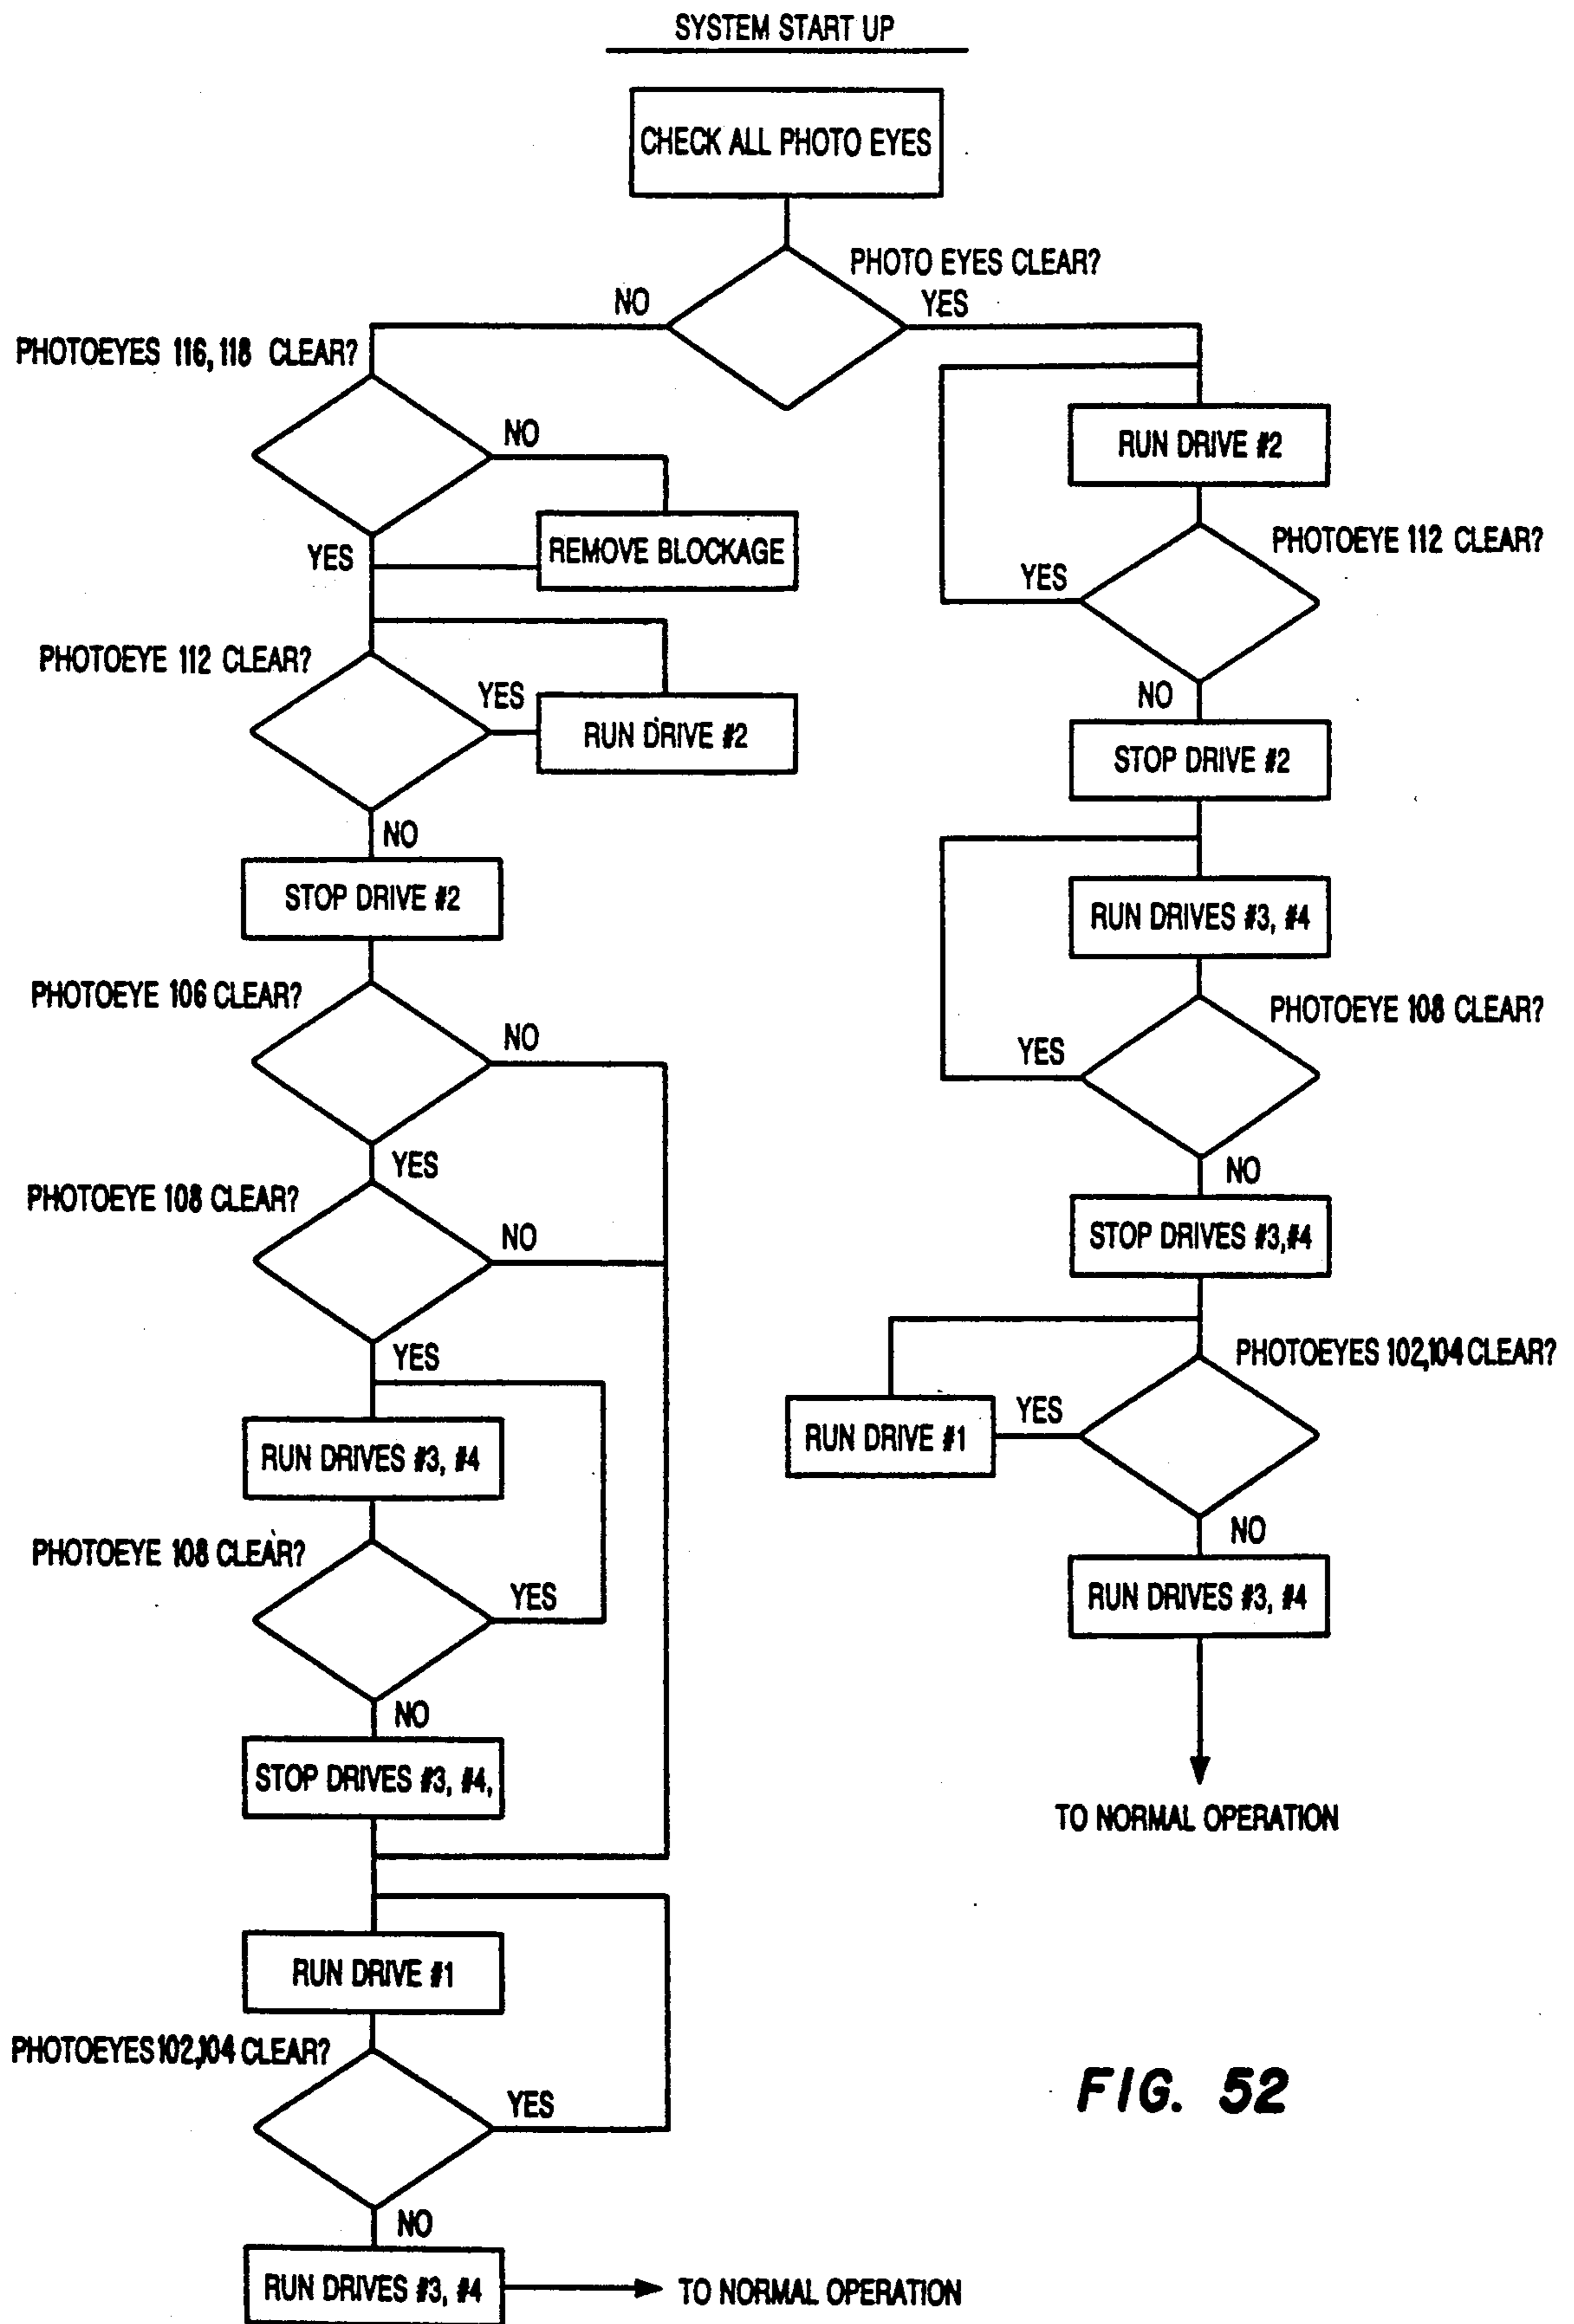 SYSTEM START UP
CHECK ALL PHOTO EYES
PHOTO EYES CLEAR?
NO
YES
PHOTOEYES 116, 118 CLEAR?
NO
REMOVE BLOCKAGE
YES
PHOTOEYE 112 CLEAR?
YES
RUN DRIVE #2
NO
STOP DRIVE #2
PHOTOEYE 106 CLEAR?
NO
YES
PHOTOEYE 108 CLEAR?
NO
YES
RUN DRIVES #3, #4
PHOTOEYE 108 CLEAR?
YES
NO
STOP DRIVES #3, #4,
RUN DRIVE #1
PHOTOEYES 102,104 CLEAR?
YES
NO
RUN DRIVES #3, #4
TO NORMAL OPERATION
RUN DRIVE #2
PHOTOEYE 112 CLEAR?
YES
NO
STOP DRIVE #2
RUN DRIVES #3, #4
PHOTOEYE 108 CLEAR?
YES
NO
STOP DRIVES #3,#4
PHOTOEYES 102,104 CLEAR?
YES
RUN DRIVE #1
NO
RUN DRIVES #3, #4
TO NORMAL OPERATION
FIG. 52